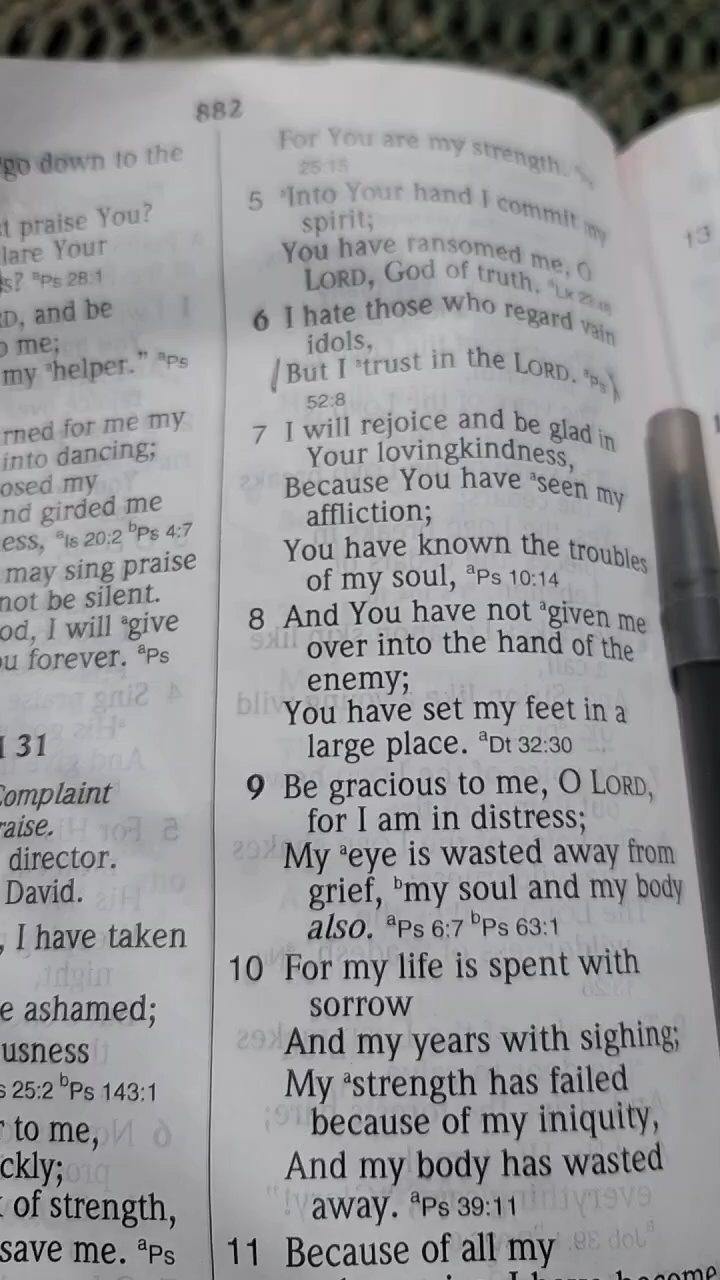 882
go down to the
t praise You?
lare Your
s? aPs 28:1
D, and be
o me;
my ahelper." aPs
rned for me my
into dancing;
osed my
nd girded me
ess, aIs 20:2 bPs 4:7
may sing praise
not be silent.
od, I will agive
ou forever. aPs
31
Complaint
raise.
director.
David.
, I have taken
e ashamed;
usness
s 25:2 bPs 143:1
to me,
ckly;
of strength,
save me. aPs
For You are my strength.
25:15
5 aInto Your hand I commit my
spirit;
You have ransomed me, O
LORD, God of truth.
6 I hate those who regard vain
idols,
But I atrust in the LORD. aPs
52:8
7 I will rejoice and be glad in
Your lovingkindness,
Because You have aseen my
affliction;
You have known the troubles
of my soul, aPs 10:14
8 And You have not agiven me
over into the hand of the
enemy;
You have set my feet in a
large place. aDt 32:30
9 Be gracious to me, O LORD,
for I am in distress;
My aeye is wasted away from
grief, bmy soul and my body
also. aPs 6:7 bPs 63:1
10 For my life is spent with
sorrow
And my years with sighing;
My astrength has failed
because of my iniquity,
And my body has wasted
away. aPs 39:11
11 Because of all my
13